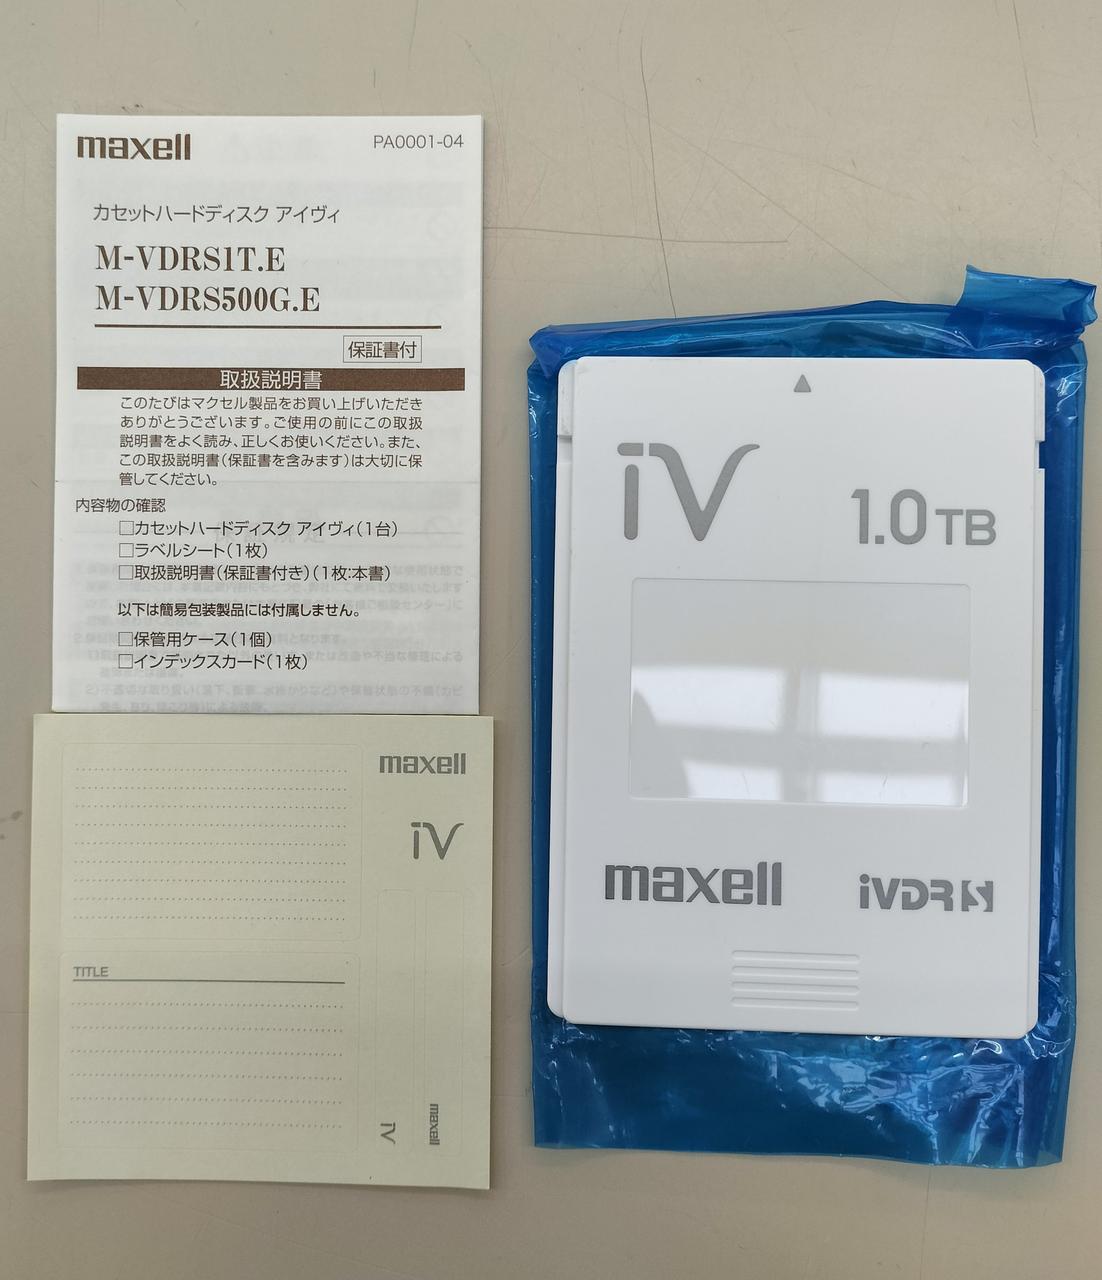 maxell
PA0001-04
カセットハードディスク アイヴィ
M-VDRS1T.E
M-VDRS500G.E
保証書付
取扱説明書
このたびはマクセル製品をお買い上げいただき
ありがとうございます。ご使用の前にこの取扱
説明書をよく読み、正しくお使いください。また、
この取扱説明書(保証書を含みます)は大切に保
管してください。
内容物の確認
□カセットハードディスク アイヴィ(1台)
□ラベルシート(1枚)
□取扱説明書(保証書付き)(1枚:本書)
以下は簡易包装製品には付属しません。
□保管用ケース(1個)
□インデックスカード(1枚)
maxell
iV
TITLE
maxell
iV
iV
1.0TB
maxell
iVDR S